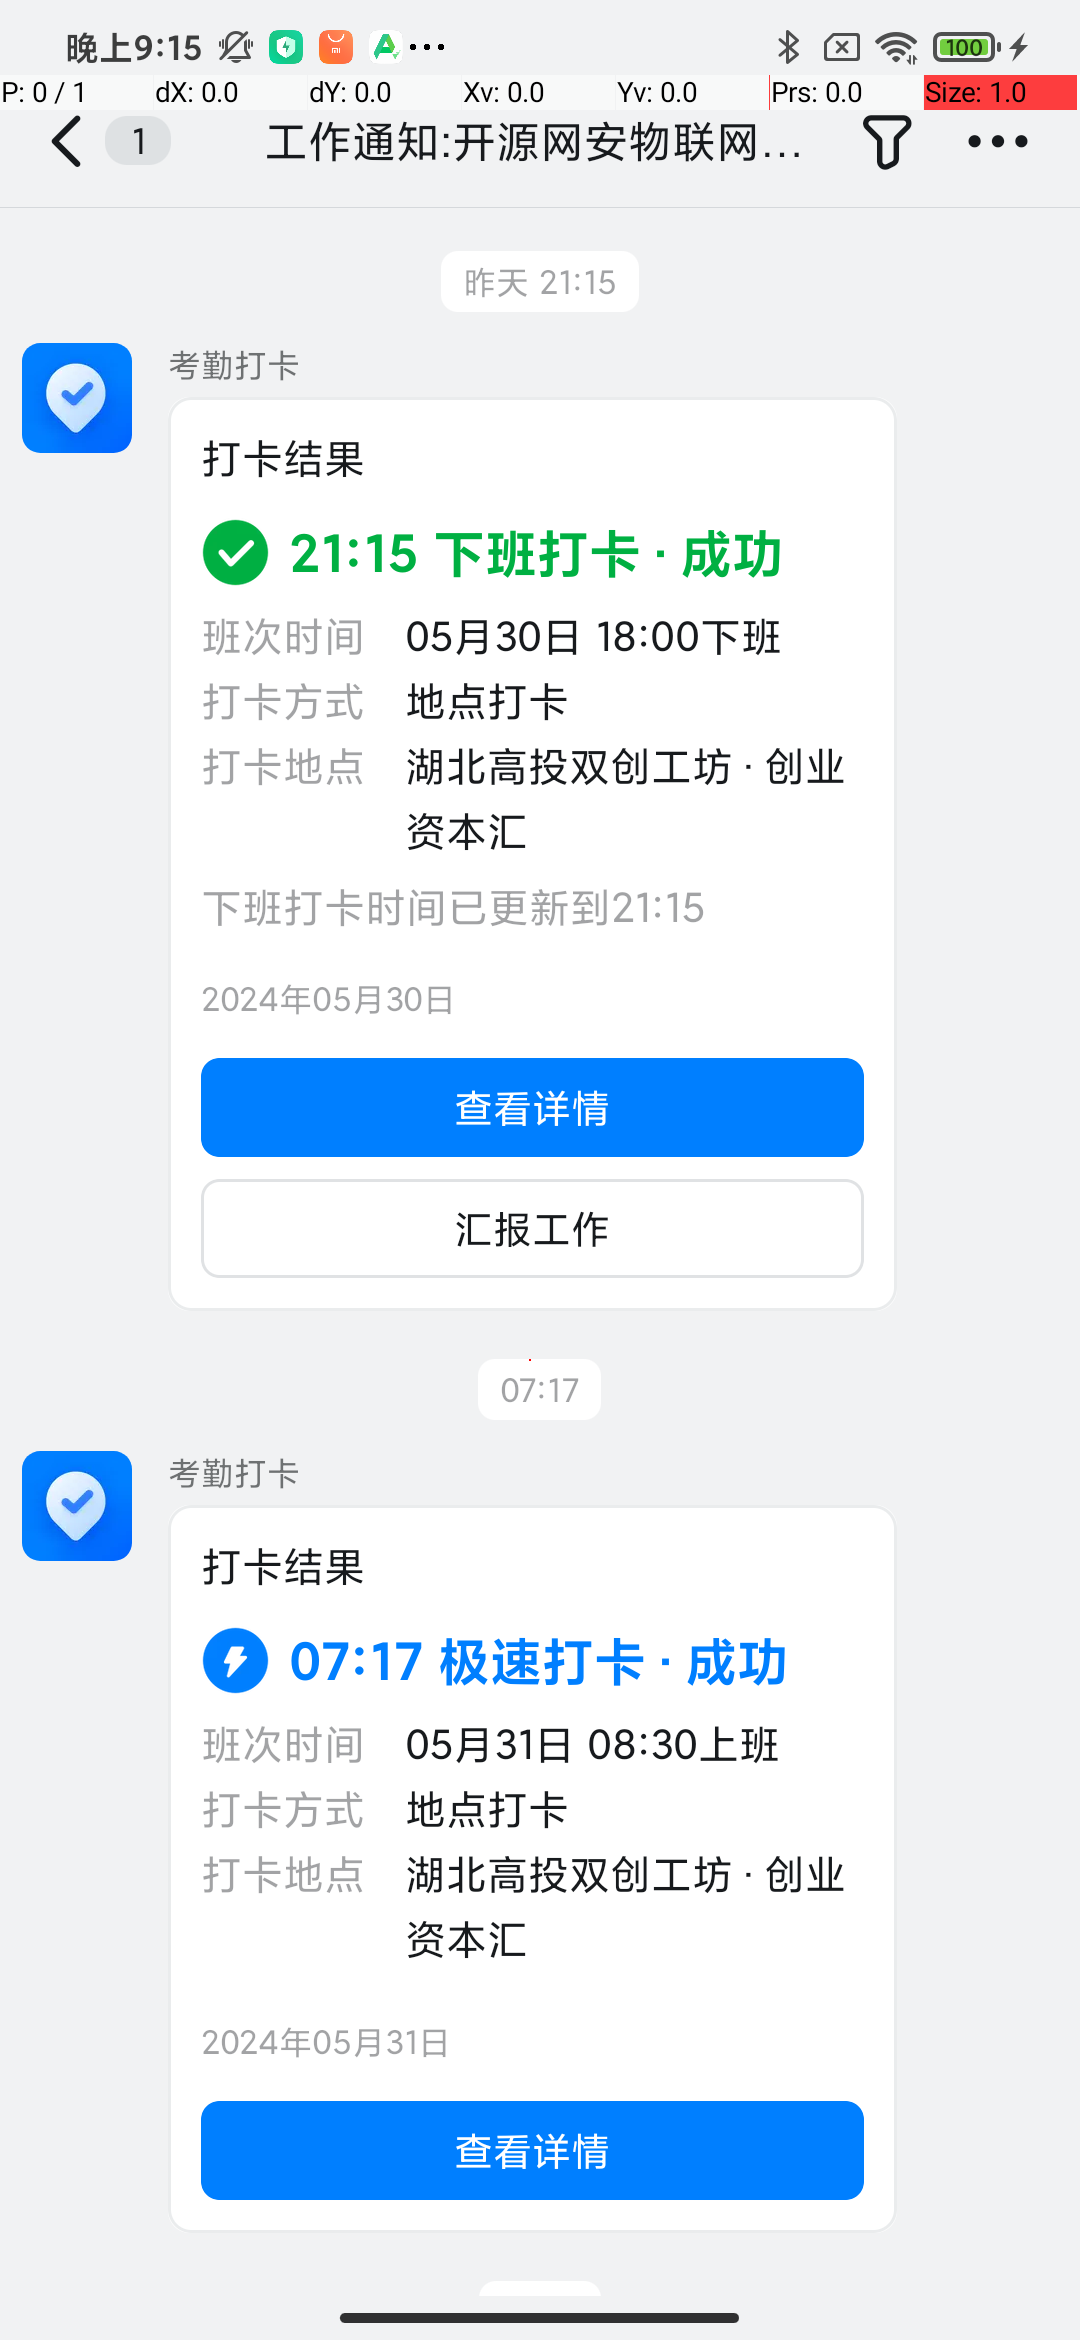 晚上9:15
100
P: 0 / 1 dX: 0.0 dY: 0.0 Xv: 0.0 Yv: 0.0 Prs: 0.0 Size: 1.0
1 工作通知:开源网安物联网...
昨天 21:15
考勤打卡
打卡结果
21:15 下班打卡 · 成功
班次时间 05月30日 18:00下班
打卡方式 地点打卡
打卡地点 湖北高投双创工坊 · 创业
资本汇
下班打卡时间已更新到21:15
2024年05月30日
查看详情
汇报工作
07:17
考勤打卡
打卡结果
07:17 极速打卡 · 成功
班次时间 05月31日 08:30上班
打卡方式 地点打卡
打卡地点 湖北高投双创工坊 · 创业
资本汇
2024年05月31日
查看详情